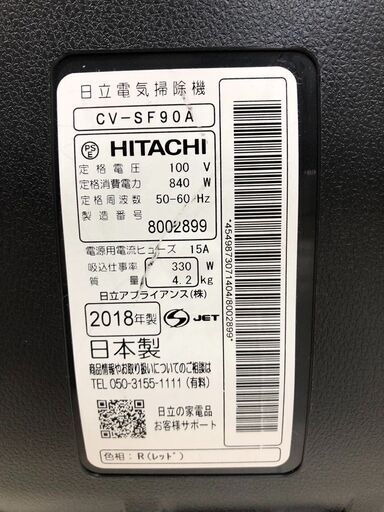 日立電気掃除機
CV-SF90A
PS E HITACHI
定格電圧 100 V
定格消費電力 840 W
定格周波数 50-60 Hz
製造番号 8002899
電源用電流ヒューズ 15A
吸込仕事率 330 W
質量 4.2 kg
日立アプライアンス(株)
2018年製 S JET
日本製
商品情報やお取り扱いについてのご相談は
TEL 050-3155-1111 (有料)
日立の家電品
お客様サポート
色相：R(レッド)
*4549873071404/8002899*